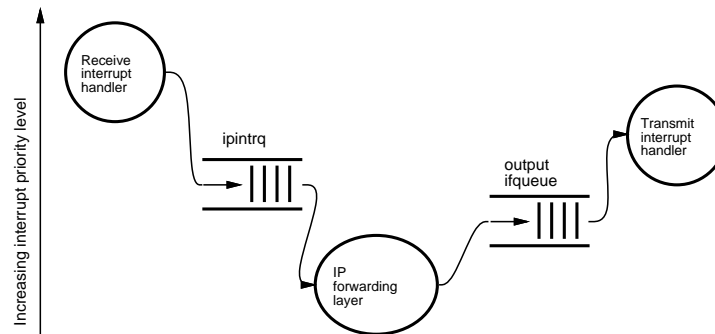 Increasing interrupt priority level
Receive
interrupt
handler
ipintrq
IP
forwarding
layer
output
ifqueue
Transmit
interrupt
handler